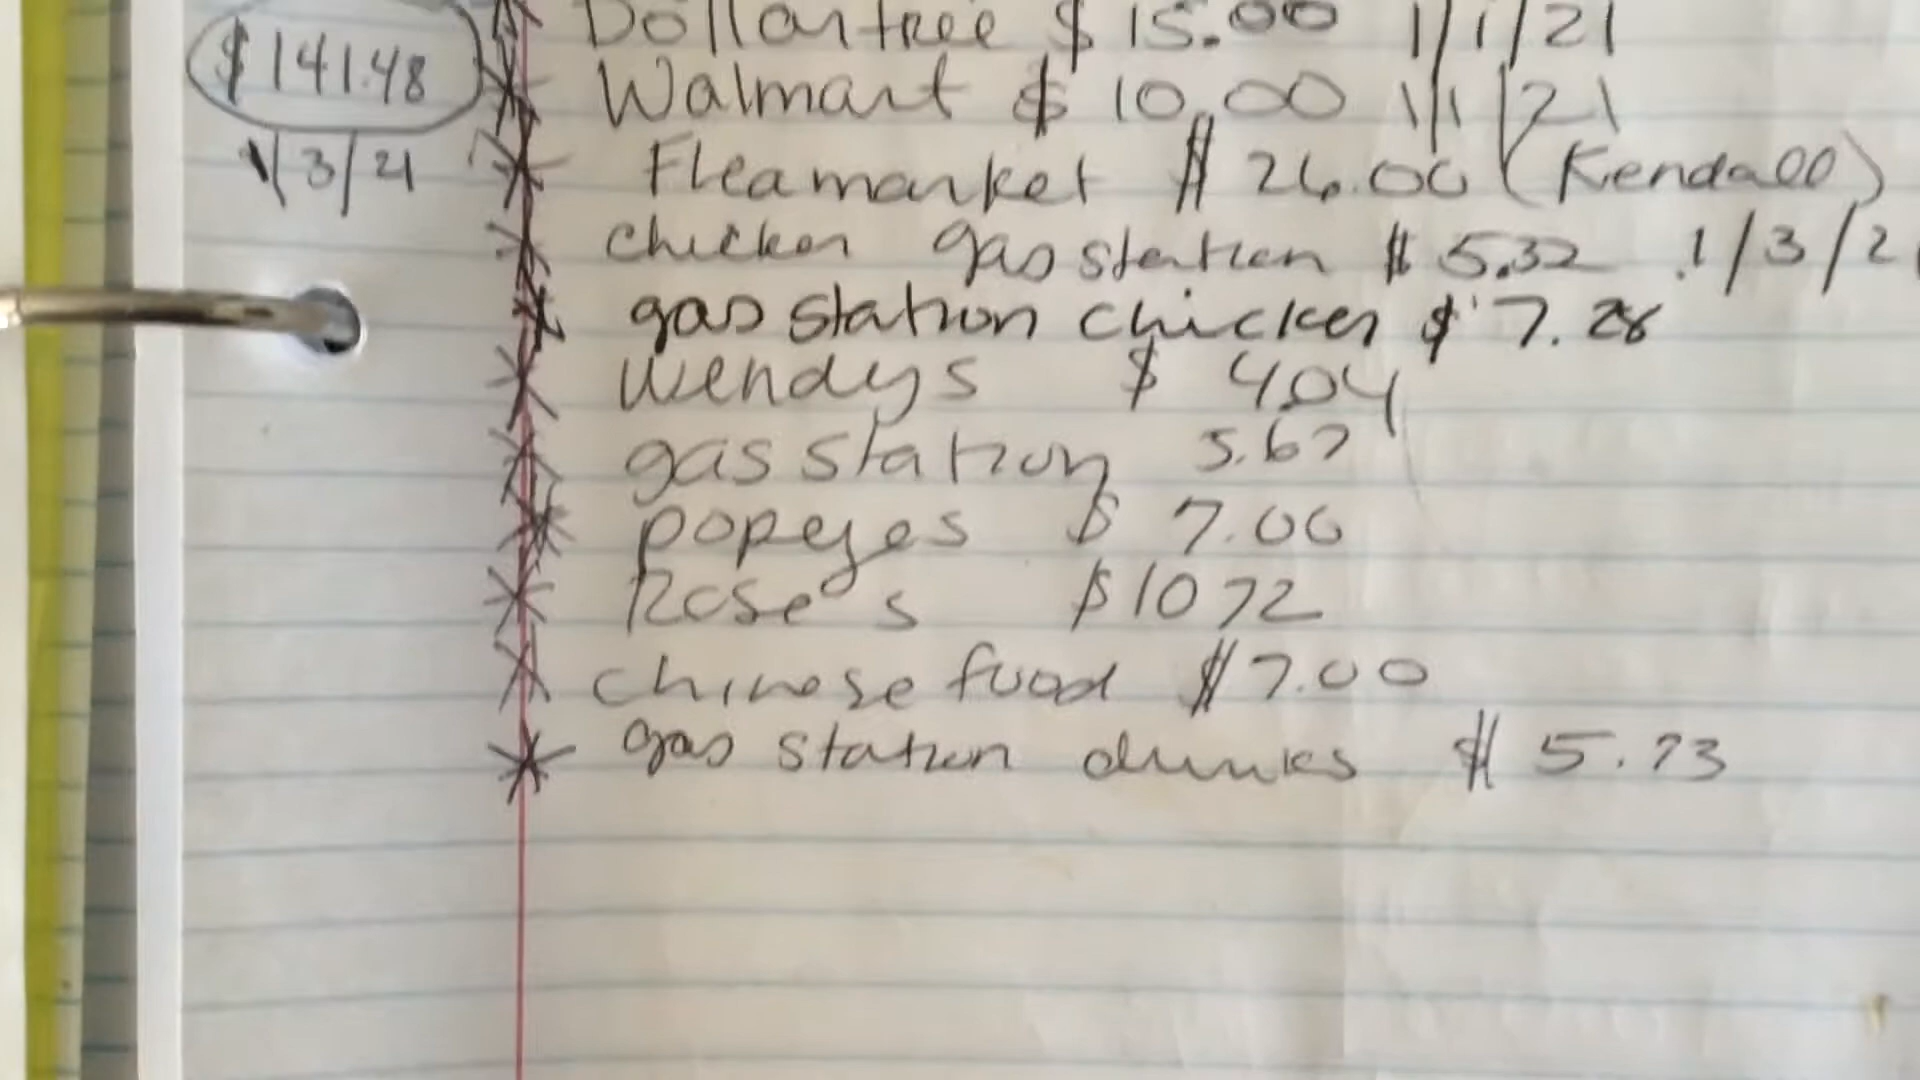 Dollartree $ 15.00 1/1/21
$ 141.48
Walmart $ 10.00 1/1/21
1/3/21
Fleamarket $ 26.00 (Kendall)
chicken gas station $ 5.32 1/3/21
gas station chicken $ 7.28
Wendys $ 4.04
gas station 5.67
popeyes $ 7.00
Rose's $10 72
chinese food $7.00
gas station drinks $ 5.73